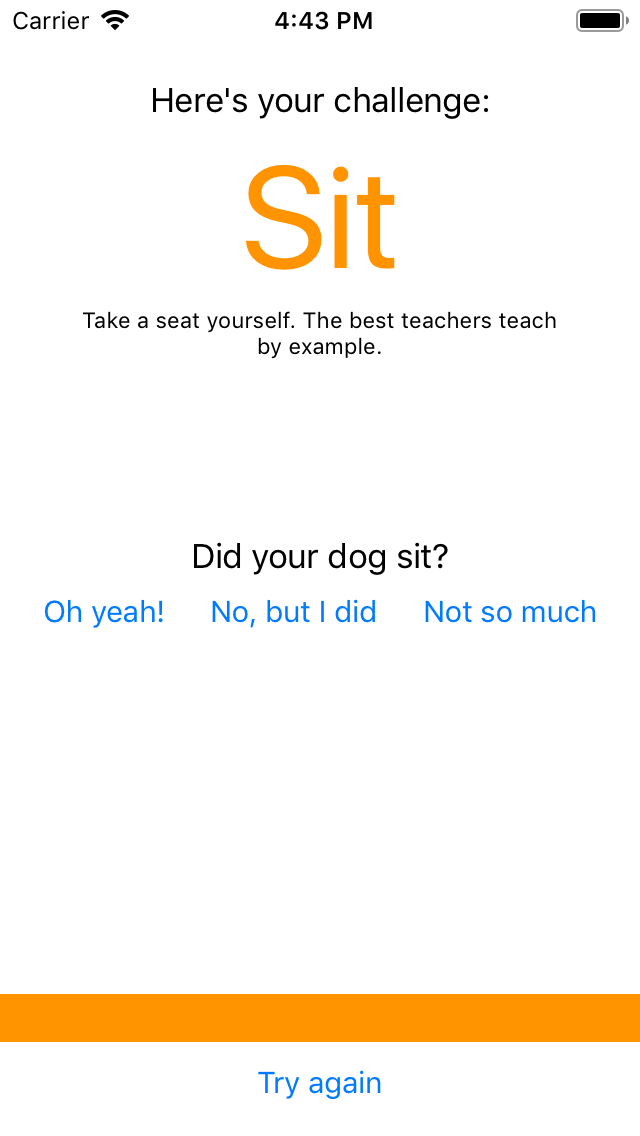 Carrier 4:43 PM
Here's your challenge:
Sit
Take a seat yourself. The best teachers teach
by example.
Did your dog sit?
Oh yeah! No, but I did Not so much
Try again